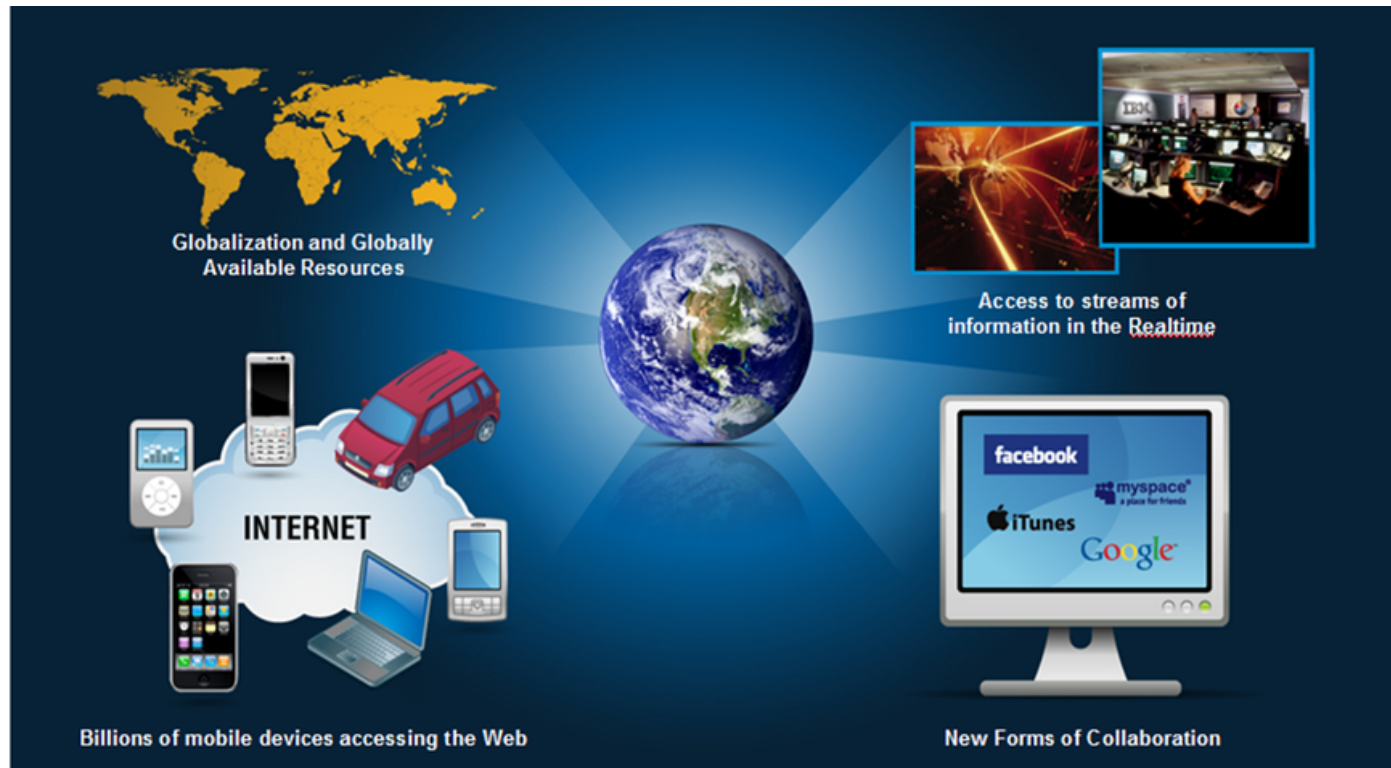 Globalization and Globally
Available Resources
IBM
Access to streams of
information in the Realtime
INTERNET
Billions of mobile devices accessing the Web
facebook
myspace
a place for friends
iTunes
Google
New Forms of Collaboration